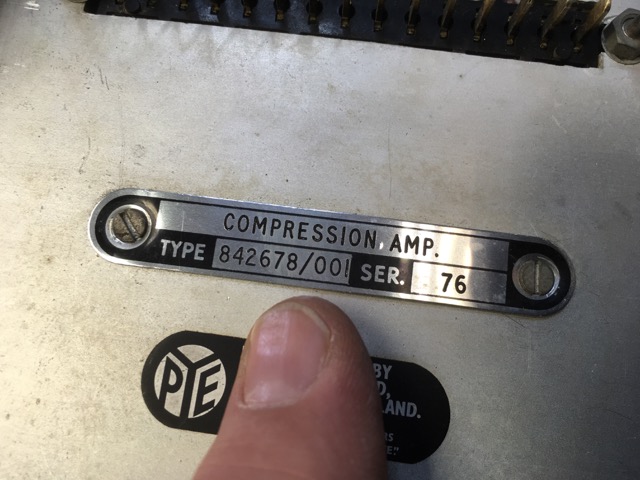 COMPRESSION, AMP.
TYPE 842678/001 SER. 76
PYE
BY
LAND.